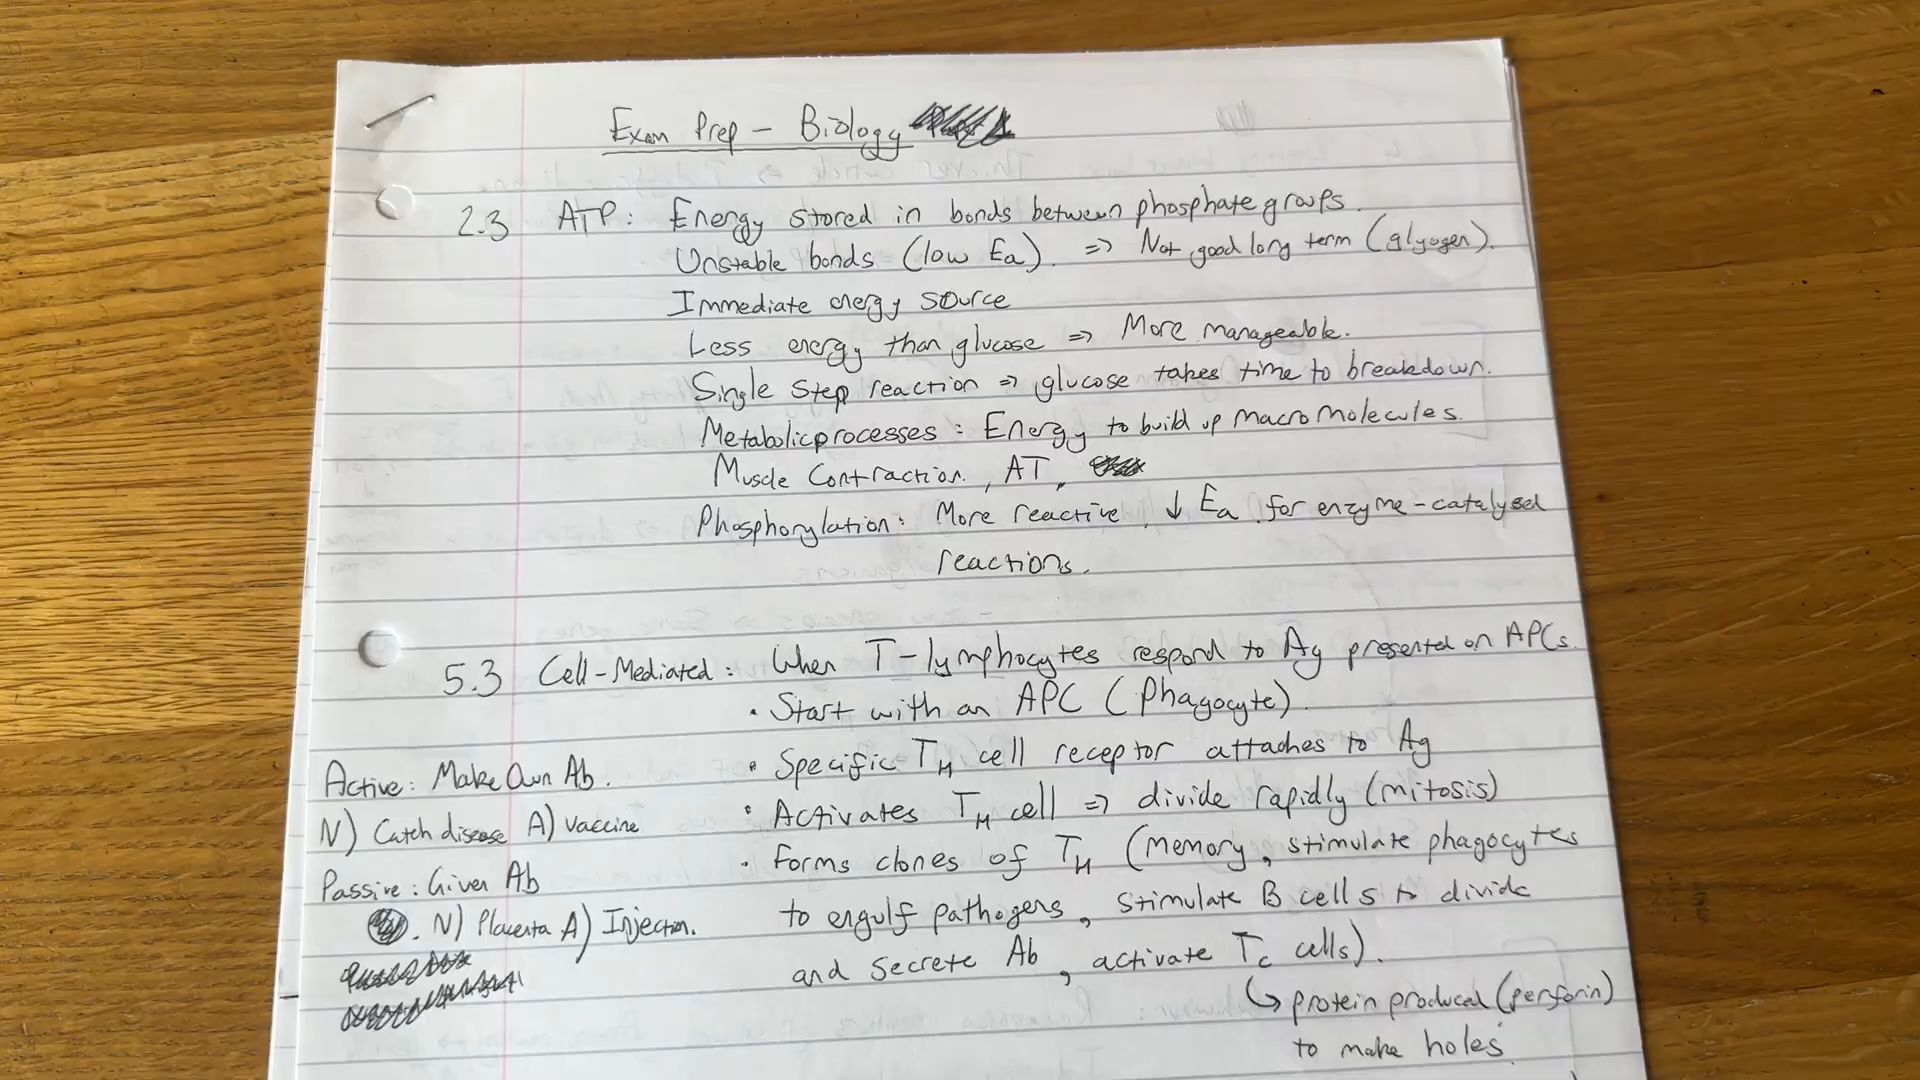 Exam Prep - Biology
2.3 ATP: Energy stored in bonds between phosphate groups.
Unstable bonds (low Ea). => Not good long term (glyogen).
Immediate energy source
Less energy than glucose => More manageable.
Single step reaction => glucose takes time to breakdown.
Metabolic processes: Energy to build up macromolecules.
Muscle Contraction, AT,
Phosphorylation: More reactive, ↓ Ea for enzyme-catalysed
reactions.
5.3 Cell-Mediated: When T-lymphocytes respond to Ag presented on APCs.
• Start with an APC (Phagocyte).
• Specific TH cell receptor attaches to Ag
• Activates TH cell => divide rapidly (mitosis)
• Forms clones of TH (Memory, stimulate phagocytes
to engulf pathogens, stimulate B cells to divide
and secrete Ab, activate Tc cells).
↳ protein produced (perforin)
to make holes.
Active: Make Own Ab.
N) Catch disease A) vaccine
Passive: Given Ab
N) Placenta A) Injection.